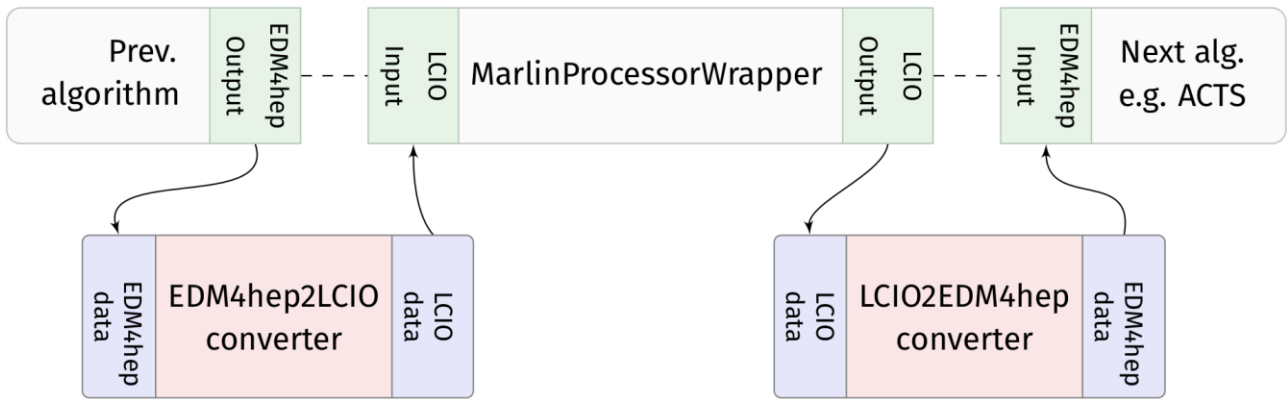 Prev.
algorithm
EDM4hep
Output
LCIO
Input
MarlinProcessorWrapper
LCIO
Output
EDM4hep
Input
Next alg.
e.g. ACTS
EDM4hep
data
EDM4hep2LCIO
converter
LCIO
data
LCIO
data
LCIO2EDM4hep
converter
EDM4hep
data